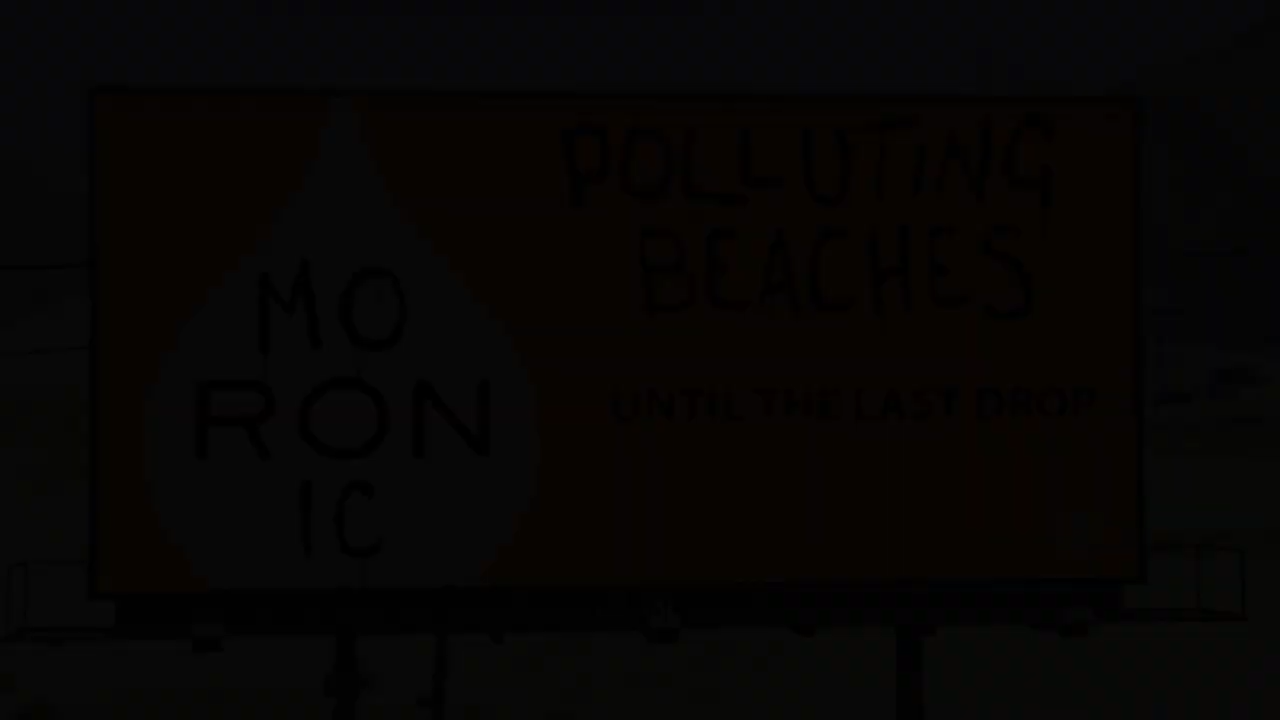 MO
RON
IC
POLLUTING
BEACHES
UNTIL THE LAST DROP